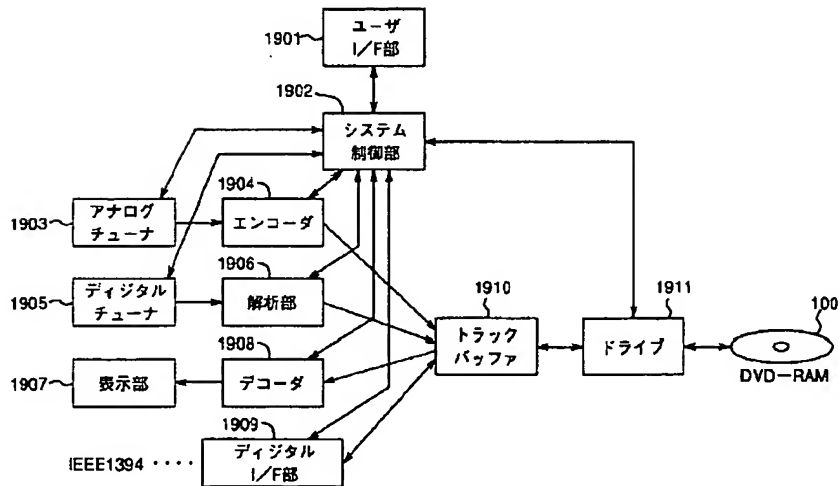 1901
ユーザ
I/F部
1902
システム
制御部
1904
1903
アナログ
チューナ
エンコーダ
1906
1905
ディジタル
チューナ
解析部
1910
トラック
バッファ
1911
ドライブ
100
DVD-RAM
1908
1907
表示部
デコーダ
1909
IEEE1394 ····
ディジタル
I/F部